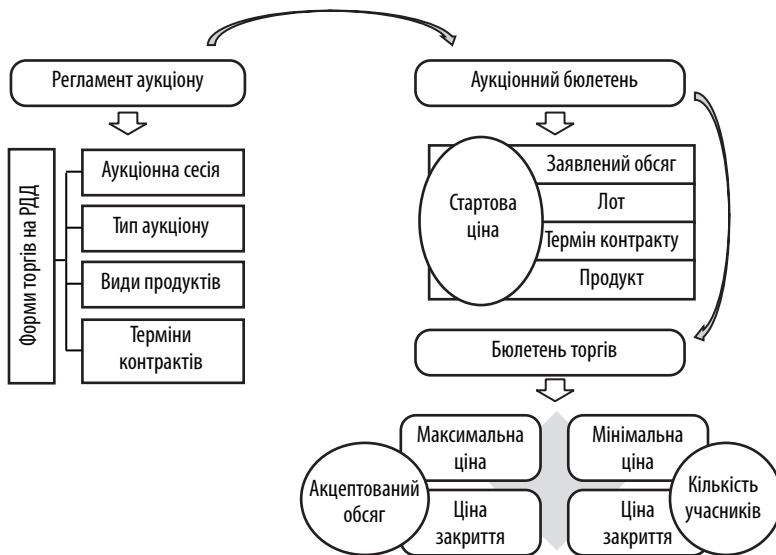 Регламент аукціону
Форми торгів на РДД
Аукціонна сесія
Тип аукціону
Види продуктів
Терміни
контрактів
Аукціонний бюлетень
Стартова
ціна
Заявлений обсяг
Лот
Термін контракту
Продукт
Бюлетень торгів
Максимальна
ціна
Мінімальна
ціна
Акцептований
обсяг
Ціна
закриття
Ціна
закриття
Кількість
учасників